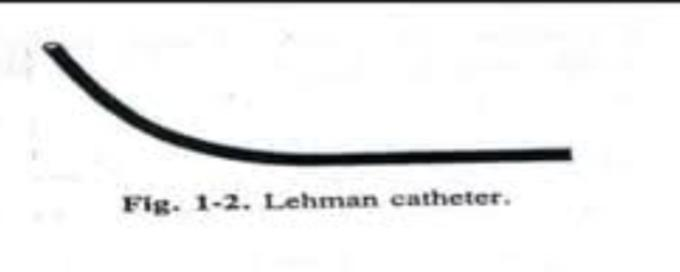 Fig. 1-2. Lehman catheter.